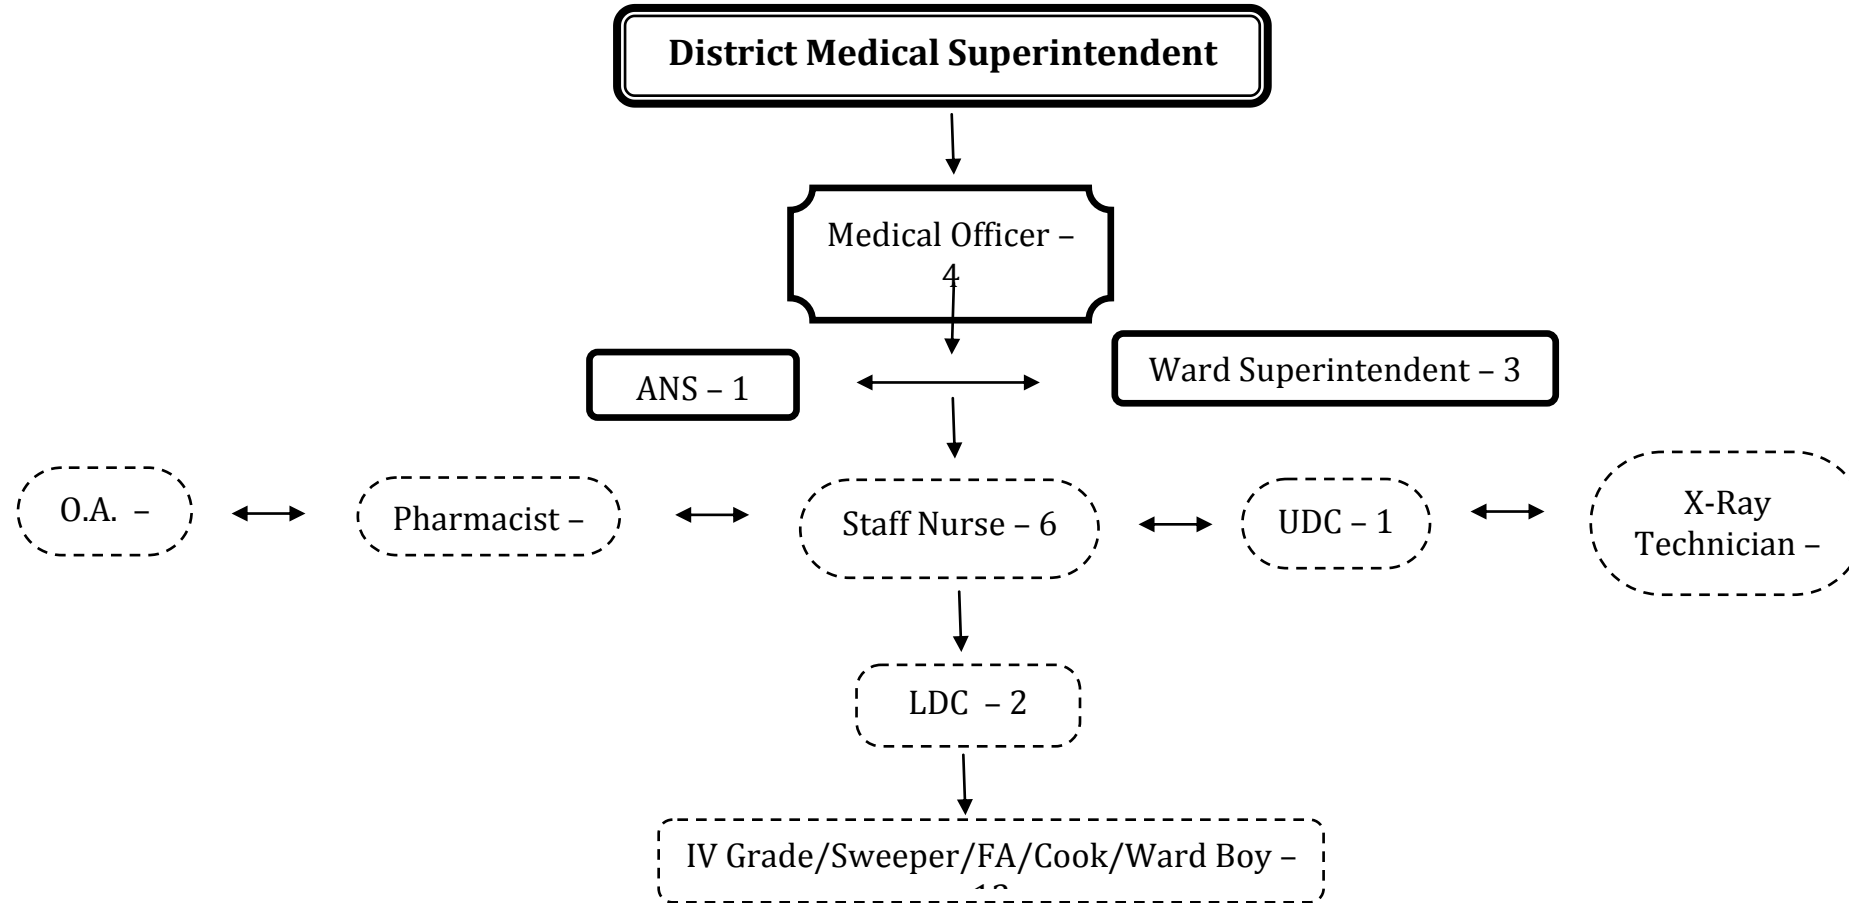 District Medical Superintendent
Medical Officer –
4
ANS – 1
Ward Superintendent – 3
O.A. –
Pharmacist –
Staff Nurse – 6
UDC – 1
X-Ray
Technician –
LDC – 2
IV Grade/Sweeper/FA/Cook/Ward Boy –